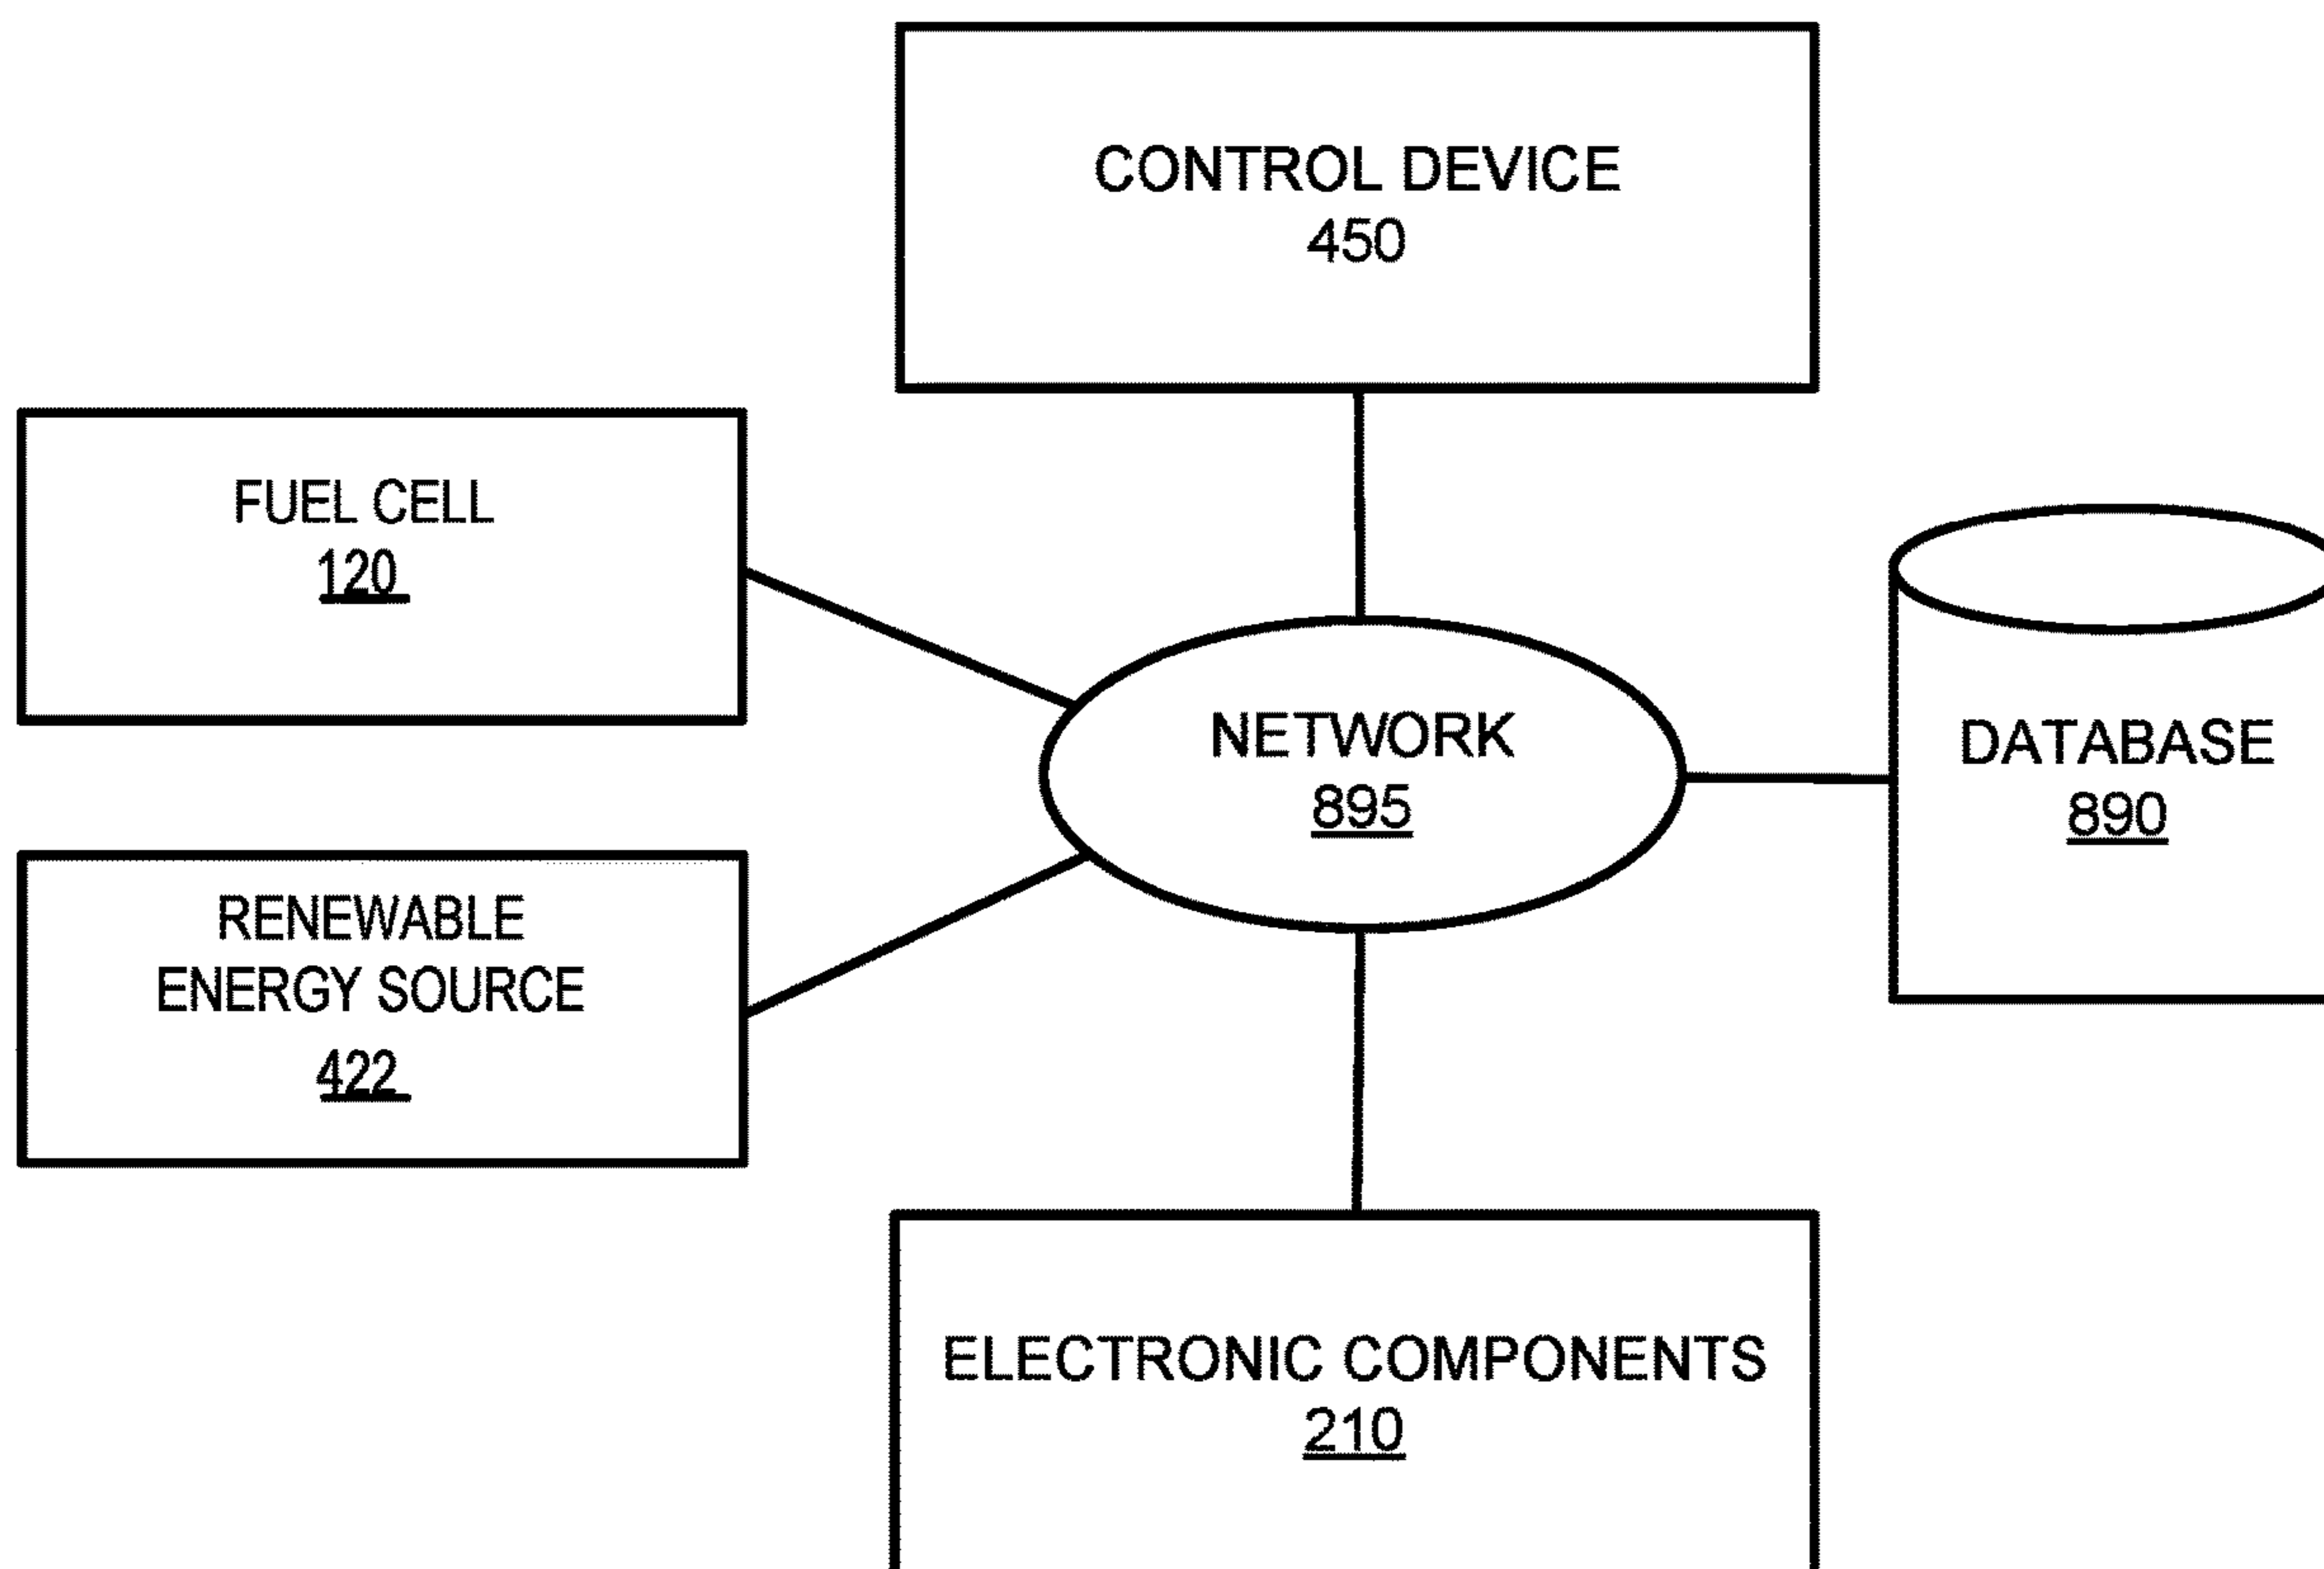 CONTROL DEVICE
450
FUEL CELL
120
NETWORK
895
DATABASE
890
RENEWABLE
ENERGY SOURCE
422
ELECTRONIC COMPONENTS
210